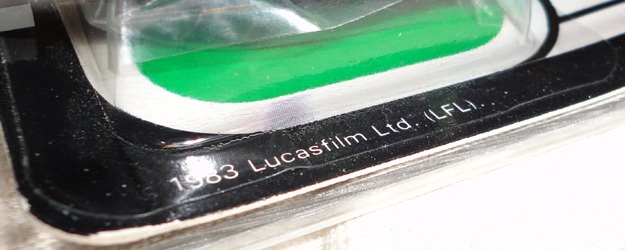 1983 Lucasfilm Ltd. (LFL).